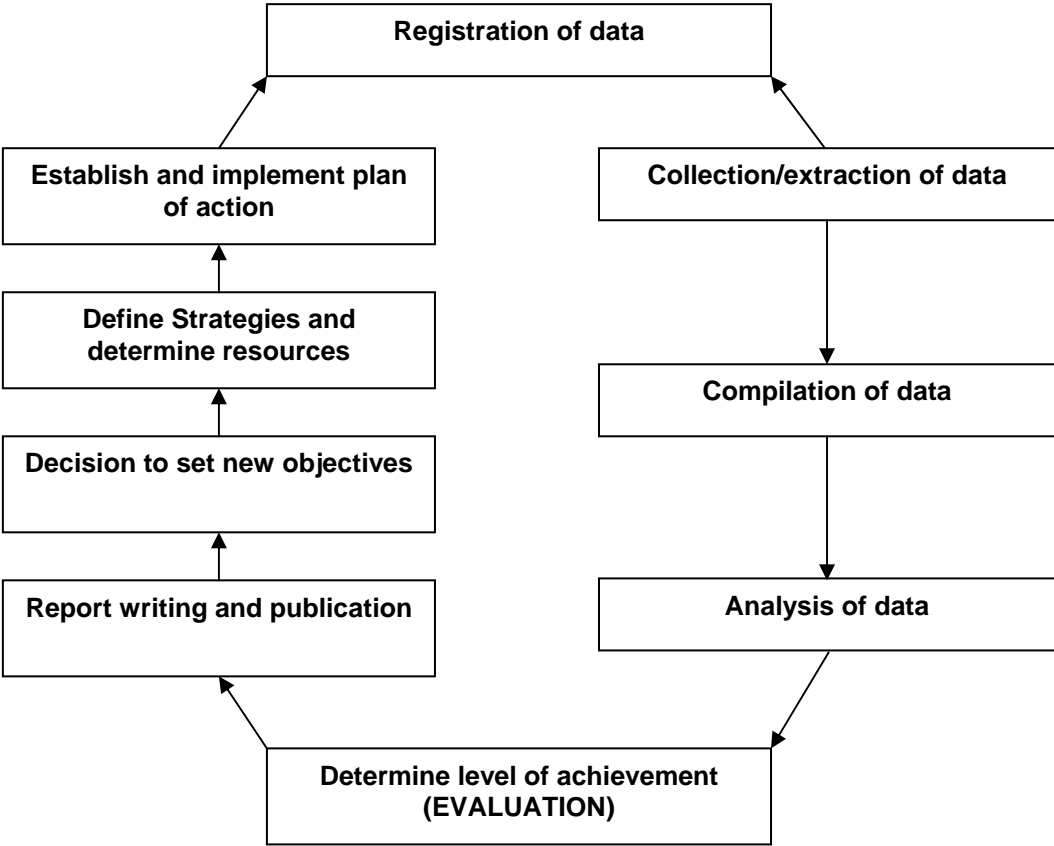 Registration of data
Establish and implement plan
of action
Collection/extraction of data
Define Strategies and
determine resources
Compilation of data
Decision to set new objectives
Report writing and publication
Analysis of data
Determine level of achievement
(EVALUATION)